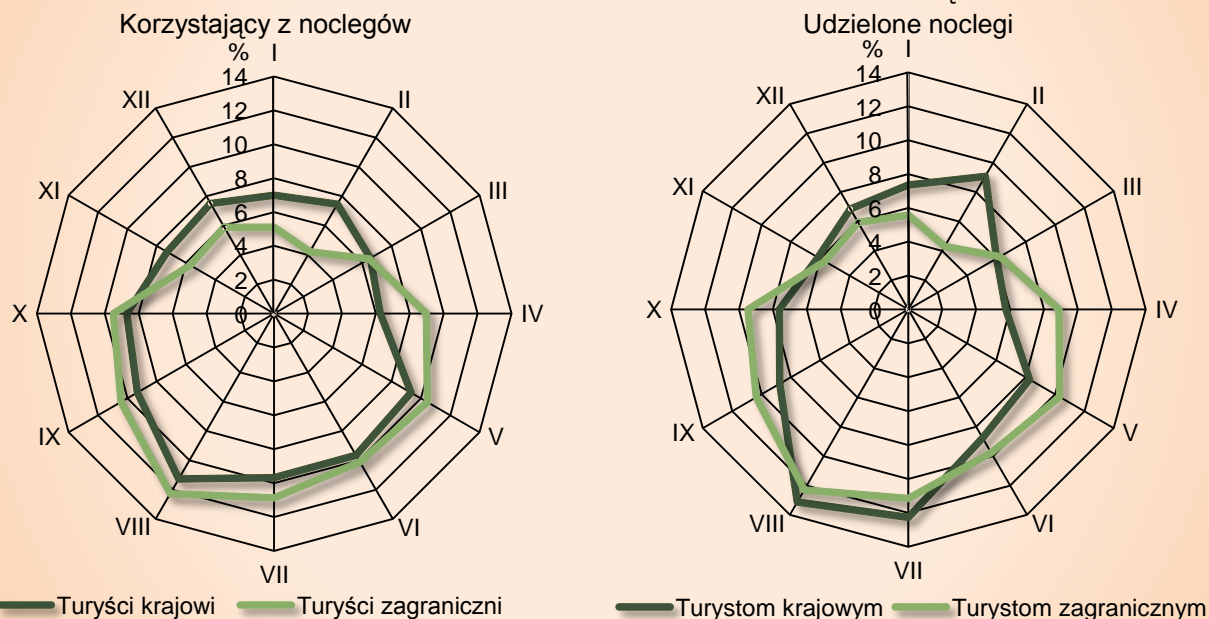 Korzystający z noclegów
% I
14
12
10
8
6
4
2
0
II
III
IV
V
VI
VII
VIII
IX
X
XI
XII
Turyści krajowi Turyści zagraniczni
Udzielone noclegi
% I
14
12
10
8
6
4
2
0
II
III
IV
V
VI
VII
VIII
IX
X
XI
XII
Turystom krajowym Turystom zagranicznym